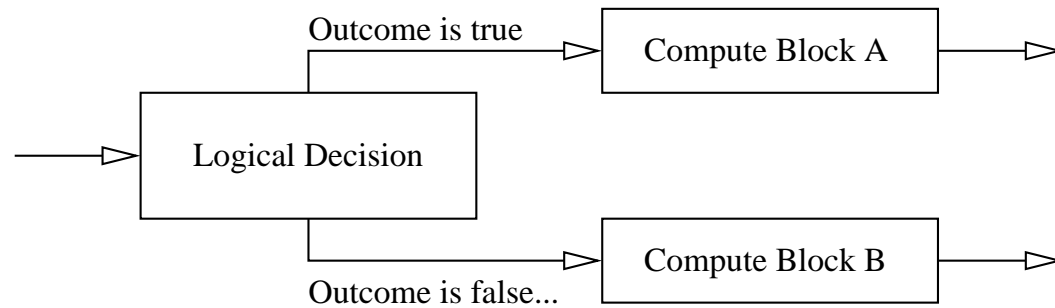 Outcome is true
Compute Block A
Logical Decision
Compute Block B
Outcome is false...